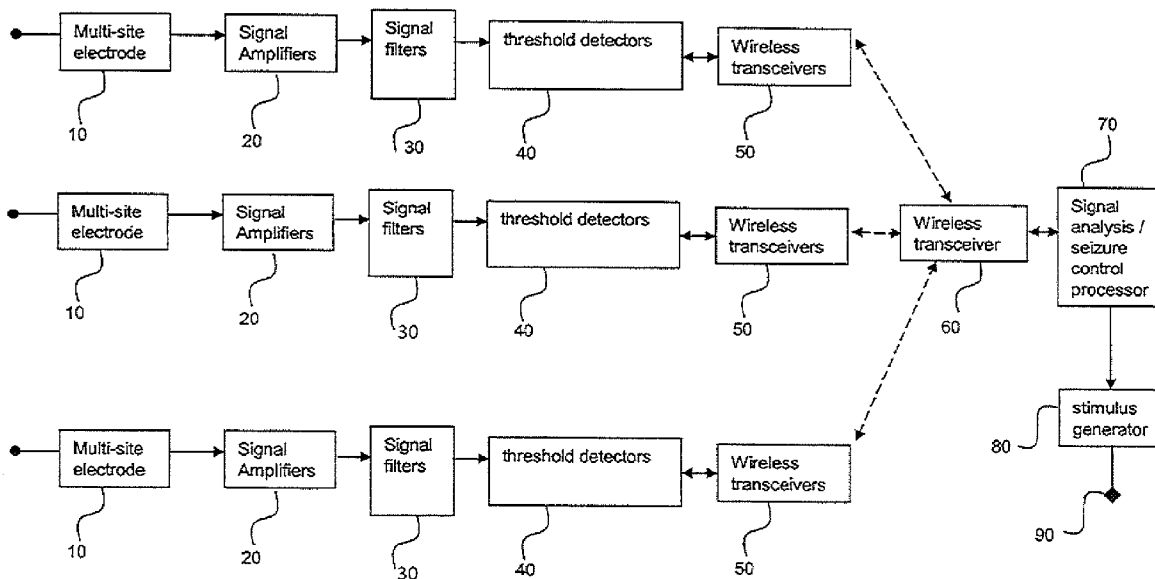 Multi-site
electrode
Signal
Amplifiers
Signal
filters
threshold detectors
Wireless
transceivers
10
20
30
40
50
70
Multi-site
electrode
Signal
Amplifiers
Signal
filters
threshold detectors
Wireless
transceivers
Wireless
transceiver
Signal
analysis /
seizure
control
processor
10
20
30
40
50
60
Multi-site
electrode
Signal
Amplifiers
Signal
filters
threshold detectors
Wireless
transceivers
stimulus
generator
80
10
20
30
40
50
90